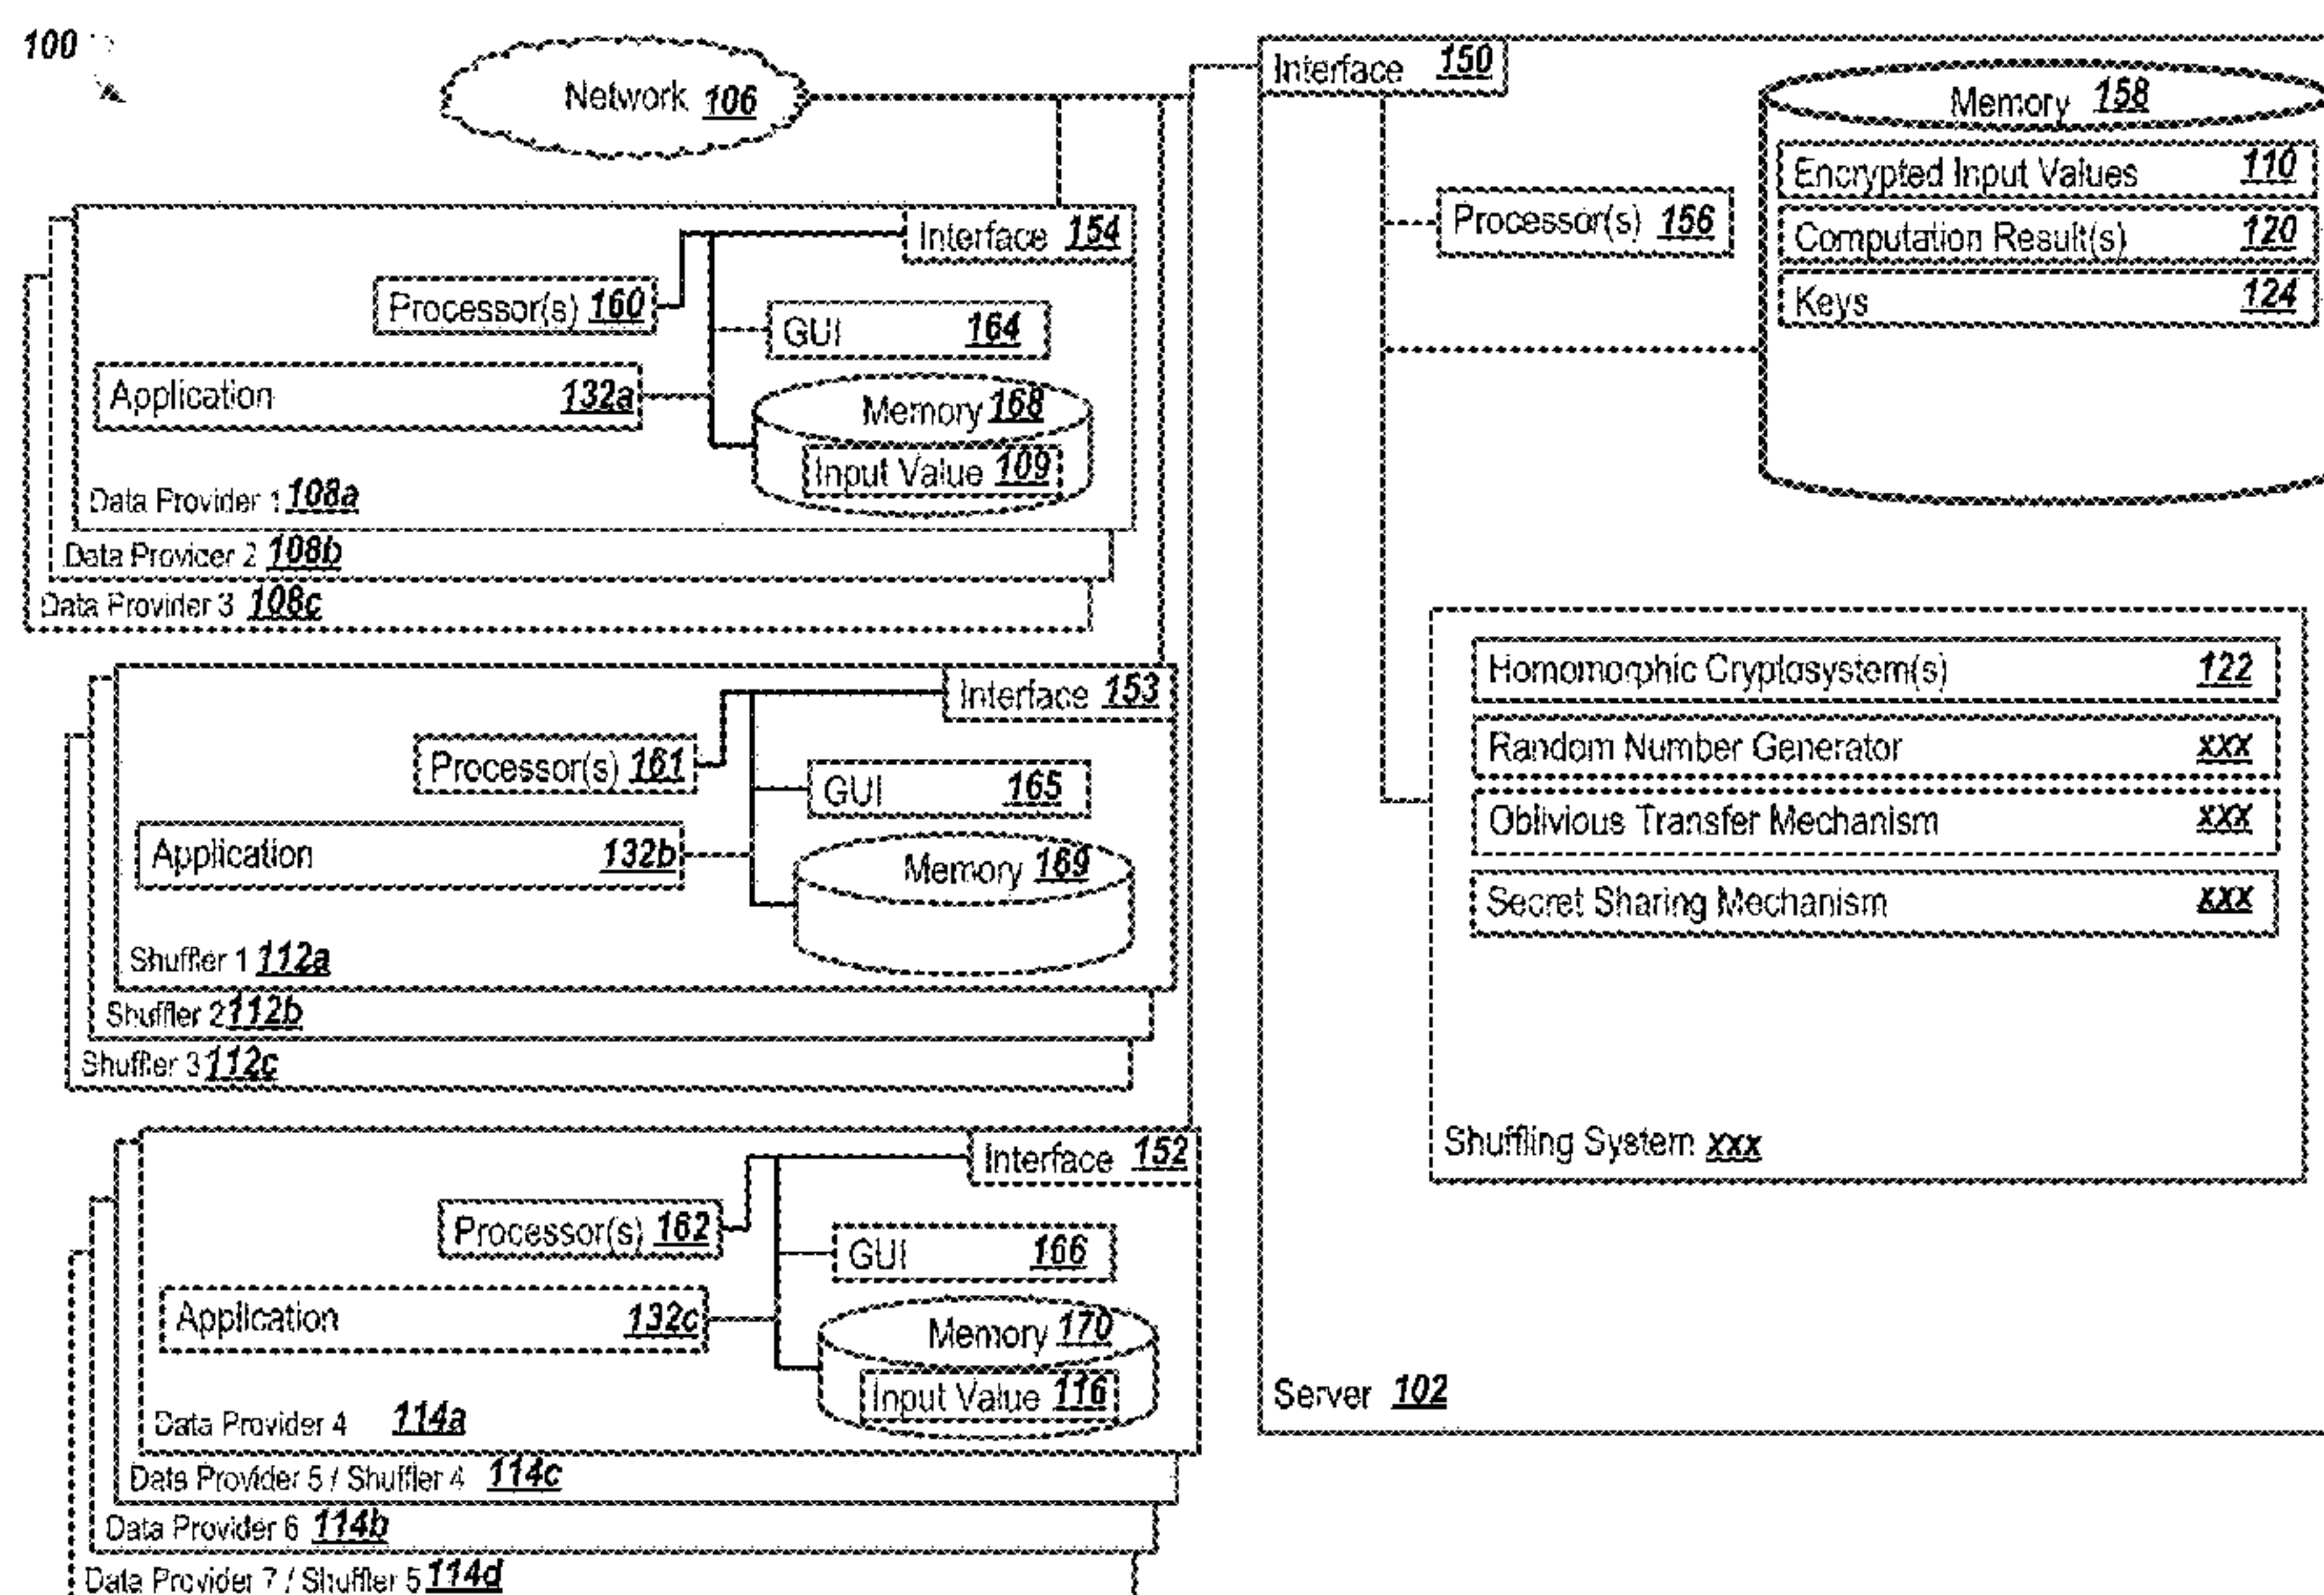 100
Network 106
Interface 154
Processor(s) 160
GUI 164
Application 132a
Memory 168
Input Value 109
Data Provider 1 108a
Data Provider 2 108b
Data Provider 3 108c
Interface 153
Processor(s) 161
GUI 165
Application 132b
Memory 169
Shuffler 1 112a
Shuffler 2 112b
Shuffler 3 112c
Interface 152
Processor(s) 162
GUI 166
Application 132c
Memory 170
Input Value 116
Data Provider 4 114a
Data Provider 5 / Shuffler 4 114c
Data Provider 6 114b
Data Provider 7 / Shuffler 5 114d
Interface 150
Memory 158
Encrypted Input Values 110
Processor(s) 156
Computation Result(s) 120
Keys 124
Homomorphic Cryptosystem(s) 122
Random Number Generator xxx
Oblivious Transfer Mechanism xxx
Secret Sharing Mechanism xxx
Shuffling System xxx
Server 102